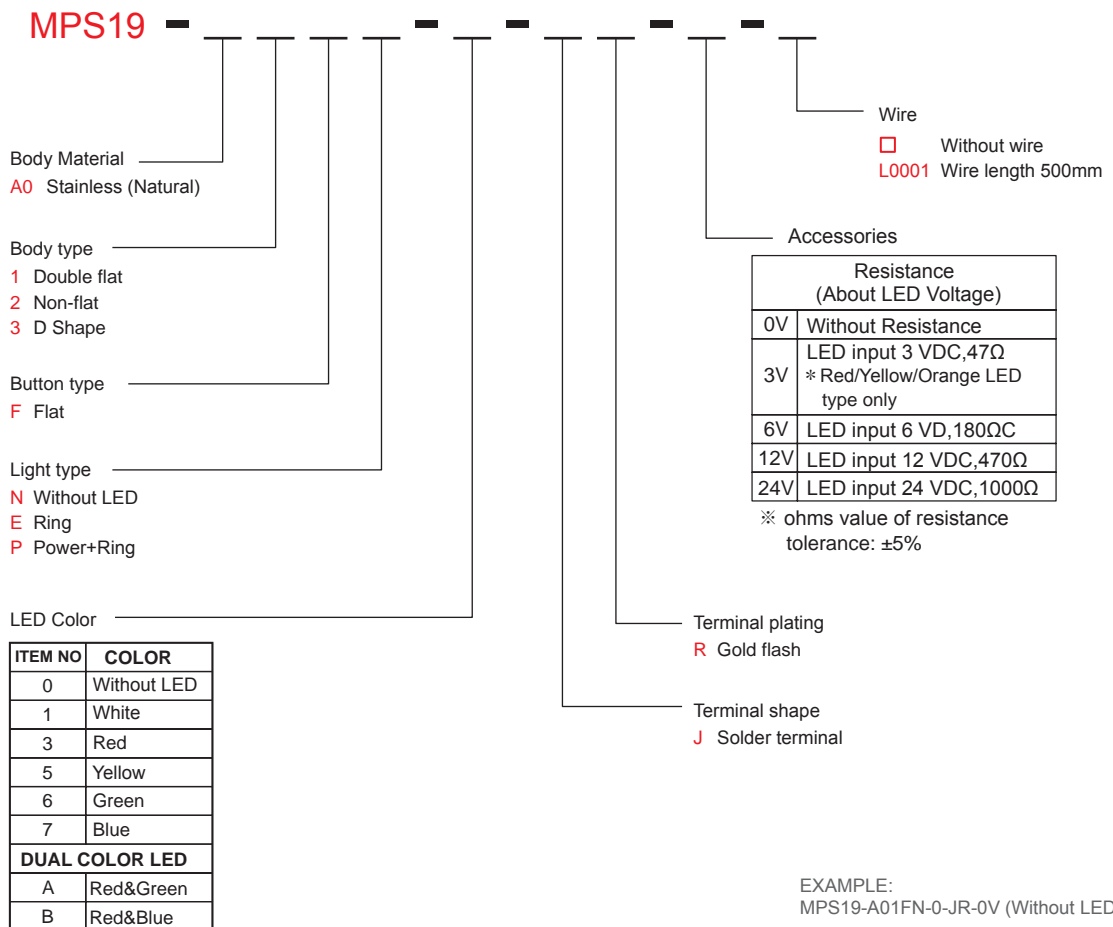 MPS19
Body Material
A0 Stainless (Natural)
Body type
1 Double flat
2 Non-flat
3 D Shape
Button type
F Flat
Light type
N Without LED
E Ring
P Power+Ring
LED Color
ITEM NO COLOR
0 Without LED
1 White
3 Red
5 Yellow
6 Green
7 Blue
DUAL COLOR LED
A Red&Green
B Red&Blue
Wire
□ Without wire
L0001 Wire length 500mm
Accessories
Resistance
(About LED Voltage)
0V Without Resistance
3V LED input 3 VDC,47Ω
＊Red/Yellow/Orange LED
type only
6V LED input 6 VD,180ΩC
12V LED input 12 VDC,470Ω
24V LED input 24 VDC,1000Ω
※ ohms value of resistance
tolerance: ±5%
Terminal plating
R Gold flash
Terminal shape
J Solder terminal
EXAMPLE:
MPS19-A01FN-0-JR-0V (Without LED